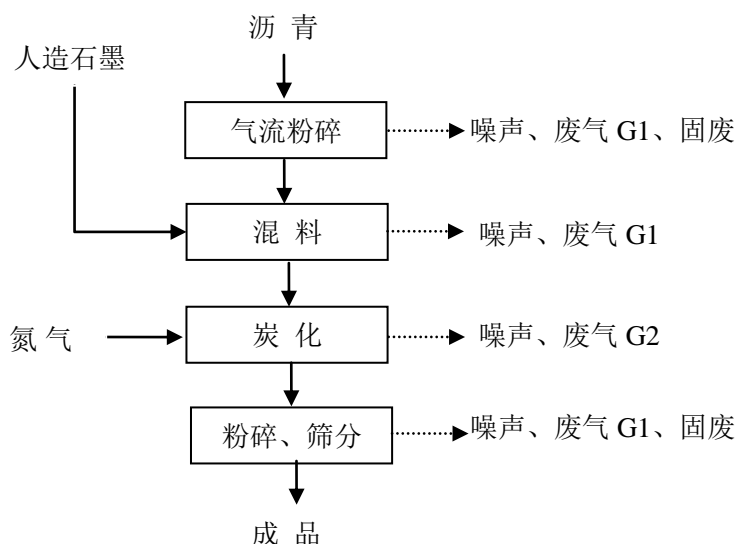 沥 青
人造石墨
气流粉碎
噪声、废气 G1、固废
混 料
噪声、废气 G1
氮 气
炭 化
噪声、废气 G2
粉碎、筛分
噪声、废气 G1、固废
成 品